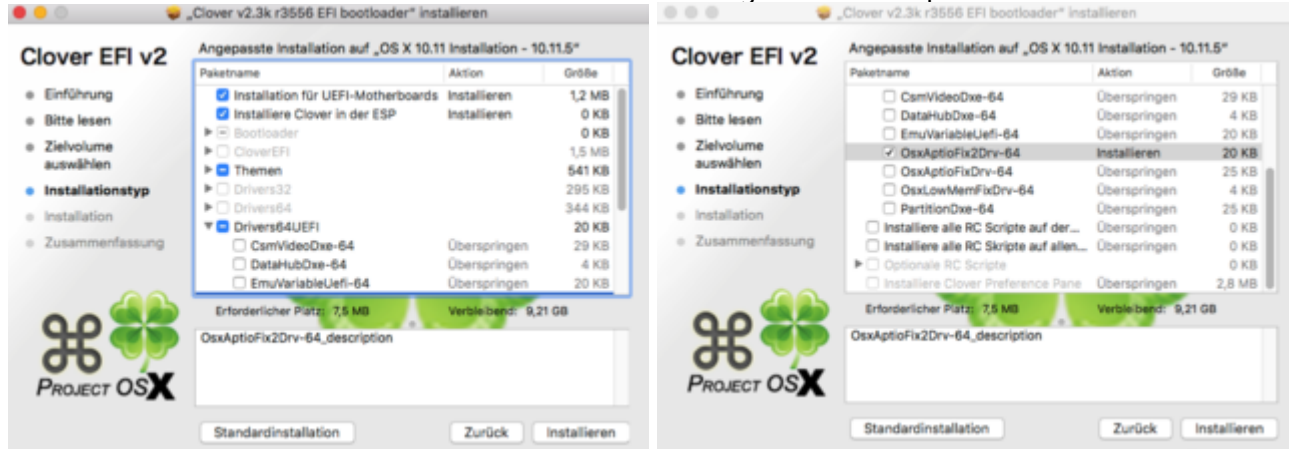 „Clover v2.3k r3556 EFI bootloader“ installieren
Clover EFI v2
Einführung
Bitte lesen
Zielvolume
auswählen
Installationstyp
Installation
Zusammenfassung
PROJECT OSX
Angepasste Installation auf „OS X 10.11 Installation - 10.11.5“
Paketname Aktion Größe
Installation für UEFI-Motherboards Installieren 1,2 MB
Installiere Clover in der ESP Installieren 0 KB
Bootloader 0 KB
CloverEFI 1,5 MB
Themen 541 KB
Drivers32 295 KB
Drivers64 344 KB
Drivers64UEFI 20 KB
CsmVideoDxe-64 Überspringen 29 KB
DataHubDxe-64 Überspringen 4 KB
EmuVariableUefi-64 Überspringen 20 KB
Erforderlicher Platz: 7,5 MB Verbleibend: 9,21 GB
OsxAptioFix2Drv-64_description
Standardinstallation Zurück Installieren
„Clover v2.3k r3556 EFI bootloader“ installieren
Clover EFI v2
Einführung
Bitte lesen
Zielvolume
auswählen
Installationstyp
Installation
Zusammenfassung
PROJECT OSX
Angepasste Installation auf „OS X 10.11 Installation - 10.11.5“
Paketname Aktion Größe
CsmVideoDxe-64 Überspringen 29 KB
DataHubDxe-64 Überspringen 4 KB
EmuVariableUefi-64 Überspringen 20 KB
OsxAptioFix2Drv-64 Installieren 20 KB
OsxAptioFixDrv-64 Überspringen 25 KB
OsxLowMemFixDrv-64 Überspringen 4 KB
PartitionDxe-64 Überspringen 25 KB
Installiere alle RC Scripte auf der... Überspringen 0 KB
Installiere alle RC Skripte auf allen... Überspringen 0 KB
Optionale RC Scripte 0 KB
Installiere Clover Preference Pane Überspringen 2,8 MB
Erforderlicher Platz: 7,5 MB Verbleibend: 9,21 GB
OsxAptioFix2Drv-64_description
Standardinstallation Zurück Installieren